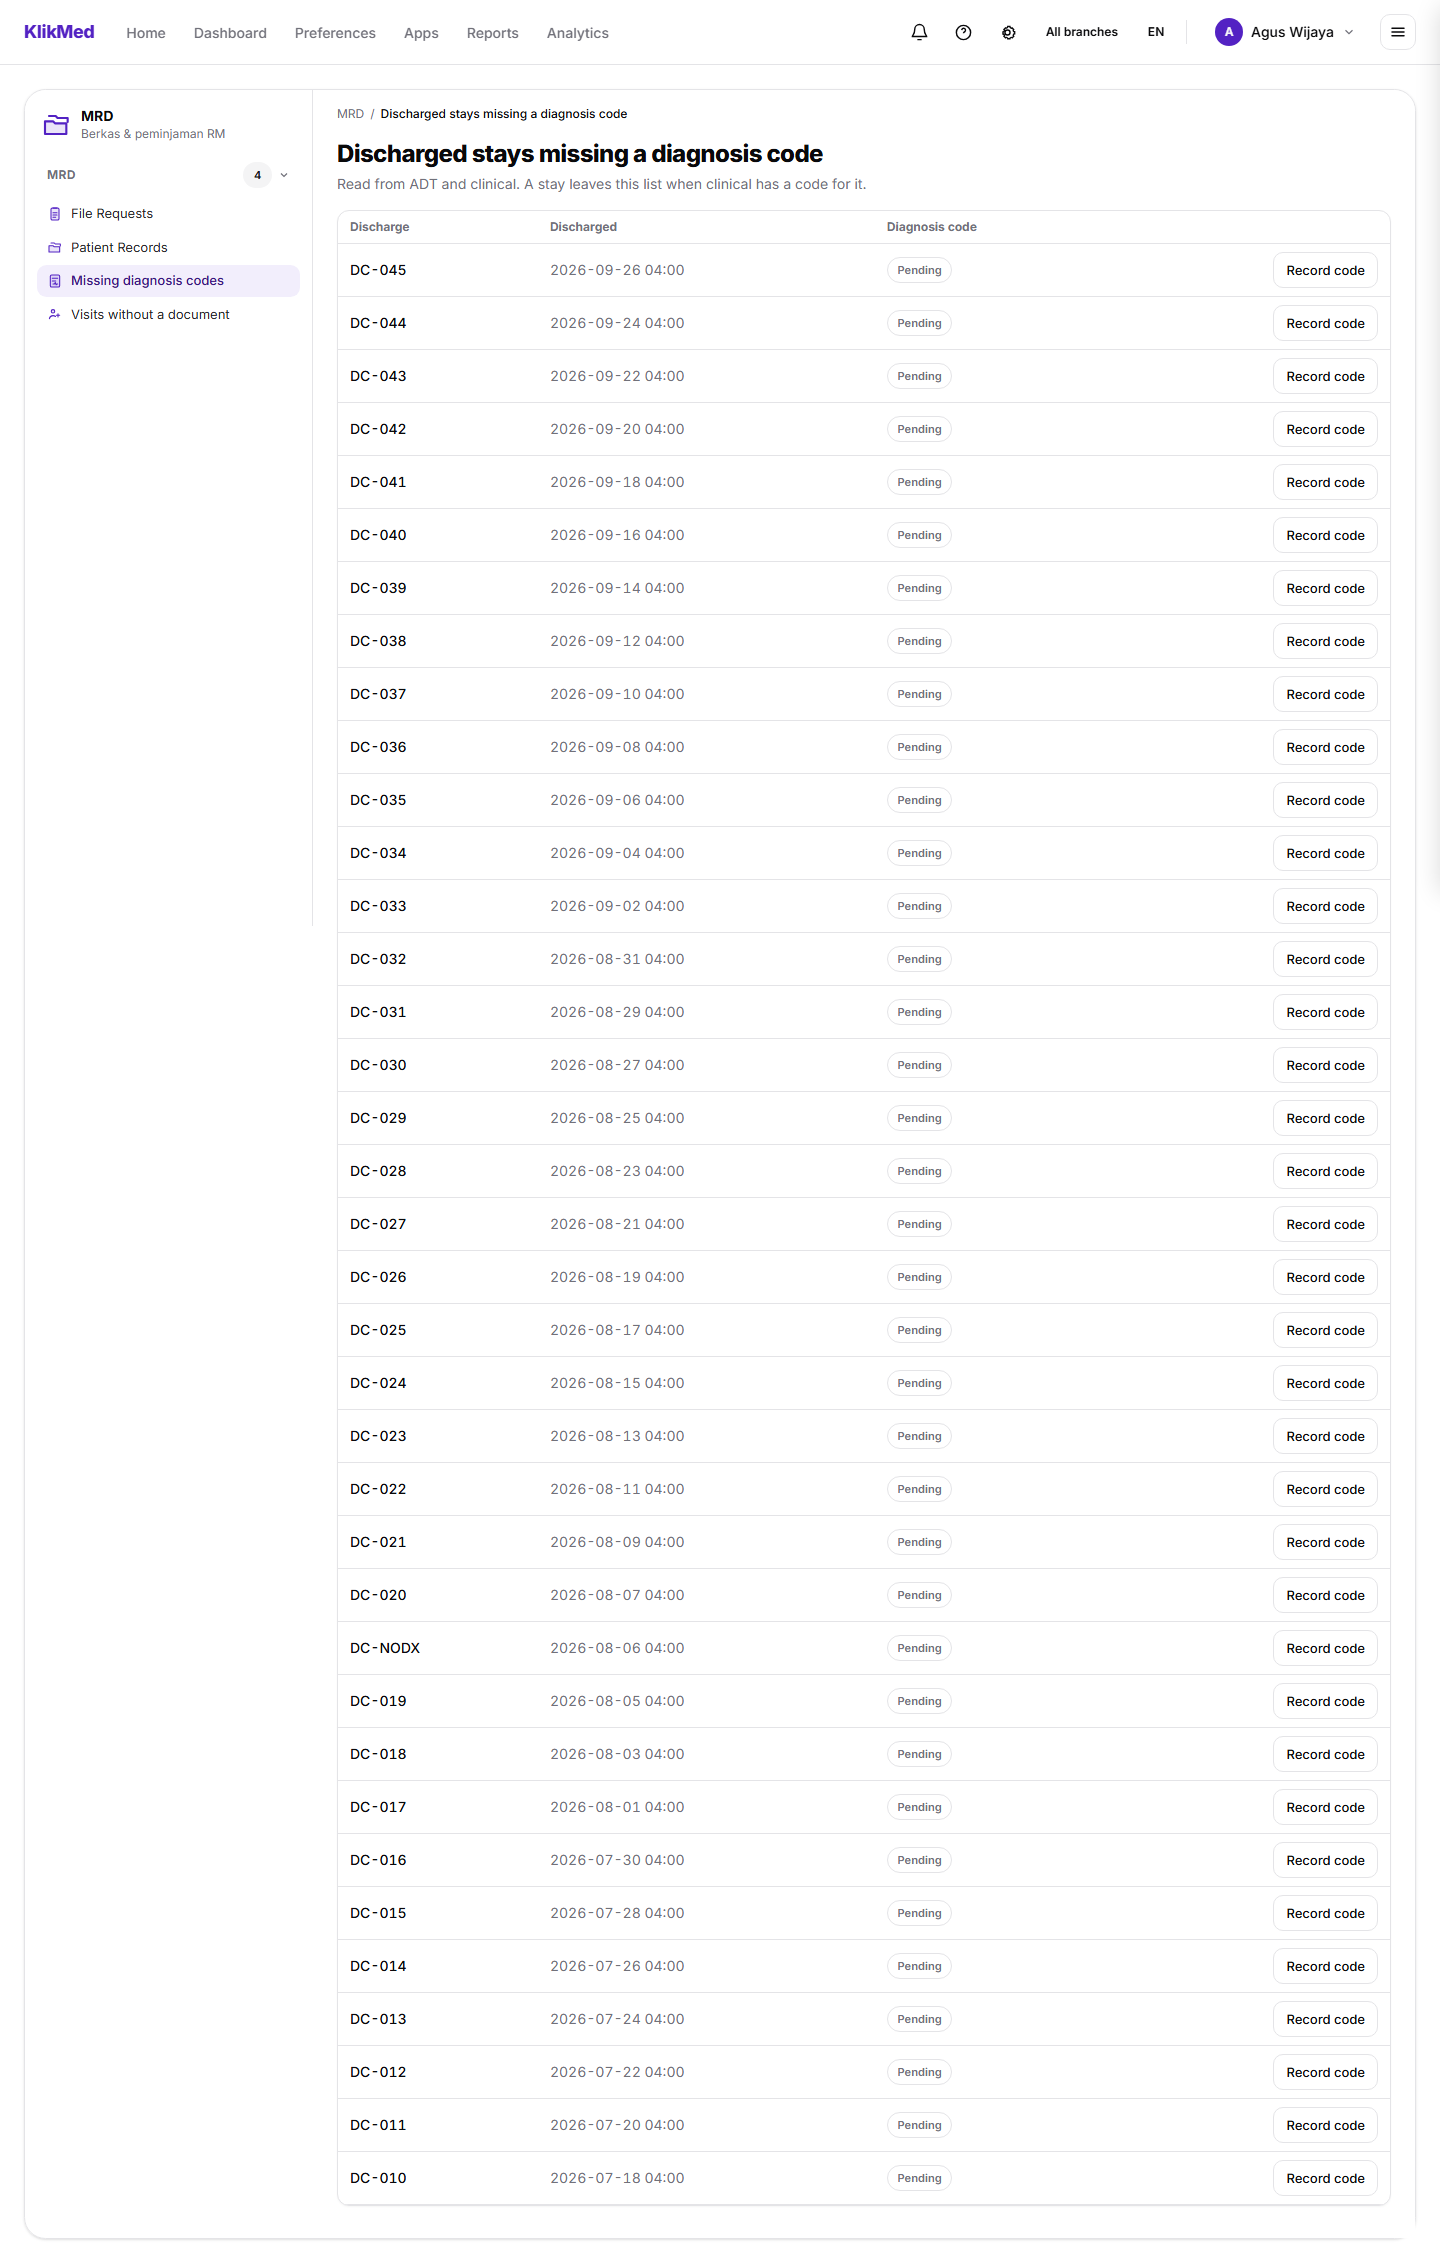 KlikMed Home Dashboard Preferences Apps Reports Analytics All branches EN A Agus Wijaya
MRD
Berkas & peminjaman RM
MRD 4
File Requests
Patient Records
Missing diagnosis codes
Visits without a document
MRD / Discharged stays missing a diagnosis code
Discharged stays missing a diagnosis code
Read from ADT and clinical. A stay leaves this list when clinical has a code for it.
Discharge Discharged Diagnosis code
DC-045 2026-09-26 04:00 Pending Record code
DC-044 2026-09-24 04:00 Pending Record code
DC-043 2026-09-22 04:00 Pending Record code
DC-042 2026-09-20 04:00 Pending Record code
DC-041 2026-09-18 04:00 Pending Record code
DC-040 2026-09-16 04:00 Pending Record code
DC-039 2026-09-14 04:00 Pending Record code
DC-038 2026-09-12 04:00 Pending Record code
DC-037 2026-09-10 04:00 Pending Record code
DC-036 2026-09-08 04:00 Pending Record code
DC-035 2026-09-06 04:00 Pending Record code
DC-034 2026-09-04 04:00 Pending Record code
DC-033 2026-09-02 04:00 Pending Record code
DC-032 2026-08-31 04:00 Pending Record code
DC-031 2026-08-29 04:00 Pending Record code
DC-030 2026-08-27 04:00 Pending Record code
DC-029 2026-08-25 04:00 Pending Record code
DC-028 2026-08-23 04:00 Pending Record code
DC-027 2026-08-21 04:00 Pending Record code
DC-026 2026-08-19 04:00 Pending Record code
DC-025 2026-08-17 04:00 Pending Record code
DC-024 2026-08-15 04:00 Pending Record code
DC-023 2026-08-13 04:00 Pending Record code
DC-022 2026-08-11 04:00 Pending Record code
DC-021 2026-08-09 04:00 Pending Record code
DC-020 2026-08-07 04:00 Pending Record code
DC-NODX 2026-08-06 04:00 Pending Record code
DC-019 2026-08-05 04:00 Pending Record code
DC-018 2026-08-03 04:00 Pending Record code
DC-017 2026-08-01 04:00 Pending Record code
DC-016 2026-07-30 04:00 Pending Record code
DC-015 2026-07-28 04:00 Pending Record code
DC-014 2026-07-26 04:00 Pending Record code
DC-013 2026-07-24 04:00 Pending Record code
DC-012 2026-07-22 04:00 Pending Record code
DC-011 2026-07-20 04:00 Pending Record code
DC-010 2026-07-18 04:00 Pending Record code